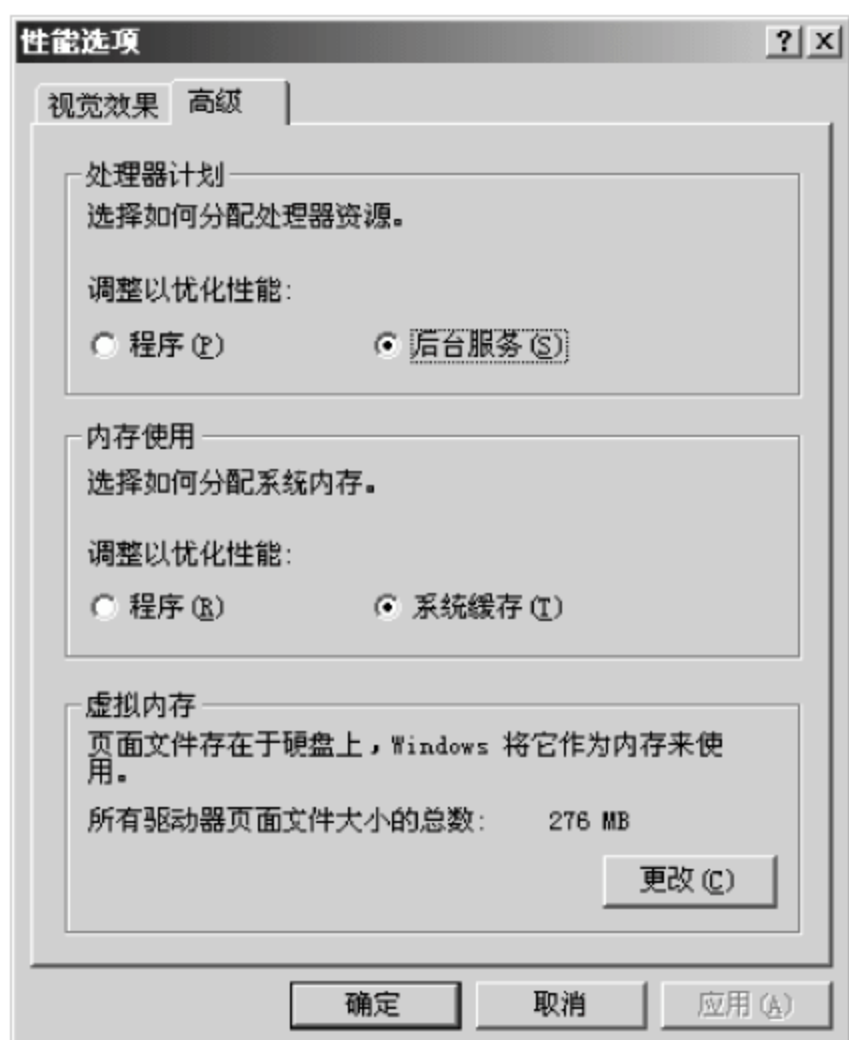 性能选项
视觉效果 高级
处理器计划
选择如何分配处理器资源。
调整以优化性能:
程序(P) 后台服务(S)
内存使用
选择如何分配系统内存。
调整以优化性能:
程序(R) 系统缓存(T)
虚拟内存
页面文件存在于硬盘上，Windows 将它作为内存来使
用。
所有驱动器页面文件大小的总数: 276 MB
更改(C)
确定 取消 应用(A)